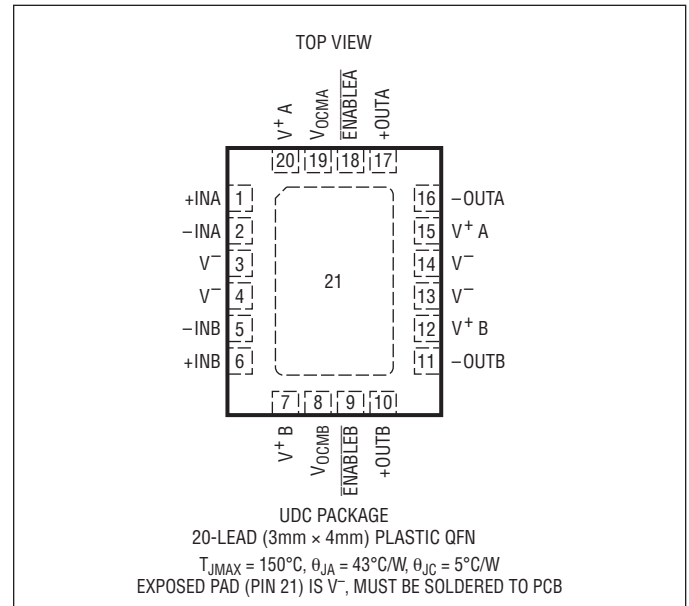 TOP VIEW
V+ A
VOCMA
ENABLEA
+OUTA
20 19 18 17
+INA 1
–INA 2
V– 3
V– 4
–INB 5
+INB 6
21
16 –OUTA
15 V+ A
14 V–
13 V–
12 V+ B
11 –OUTB
7 8 9 10
V+ B
VOCMB
ENABLEB
+OUTB
UDC PACKAGE
20-LEAD (3mm × 4mm) PLASTIC QFN
TJMAX = 150°C, θJA = 43°C/W, θJC = 5°C/W
EXPOSED PAD (PIN 21) IS V–, MUST BE SOLDERED TO PCB